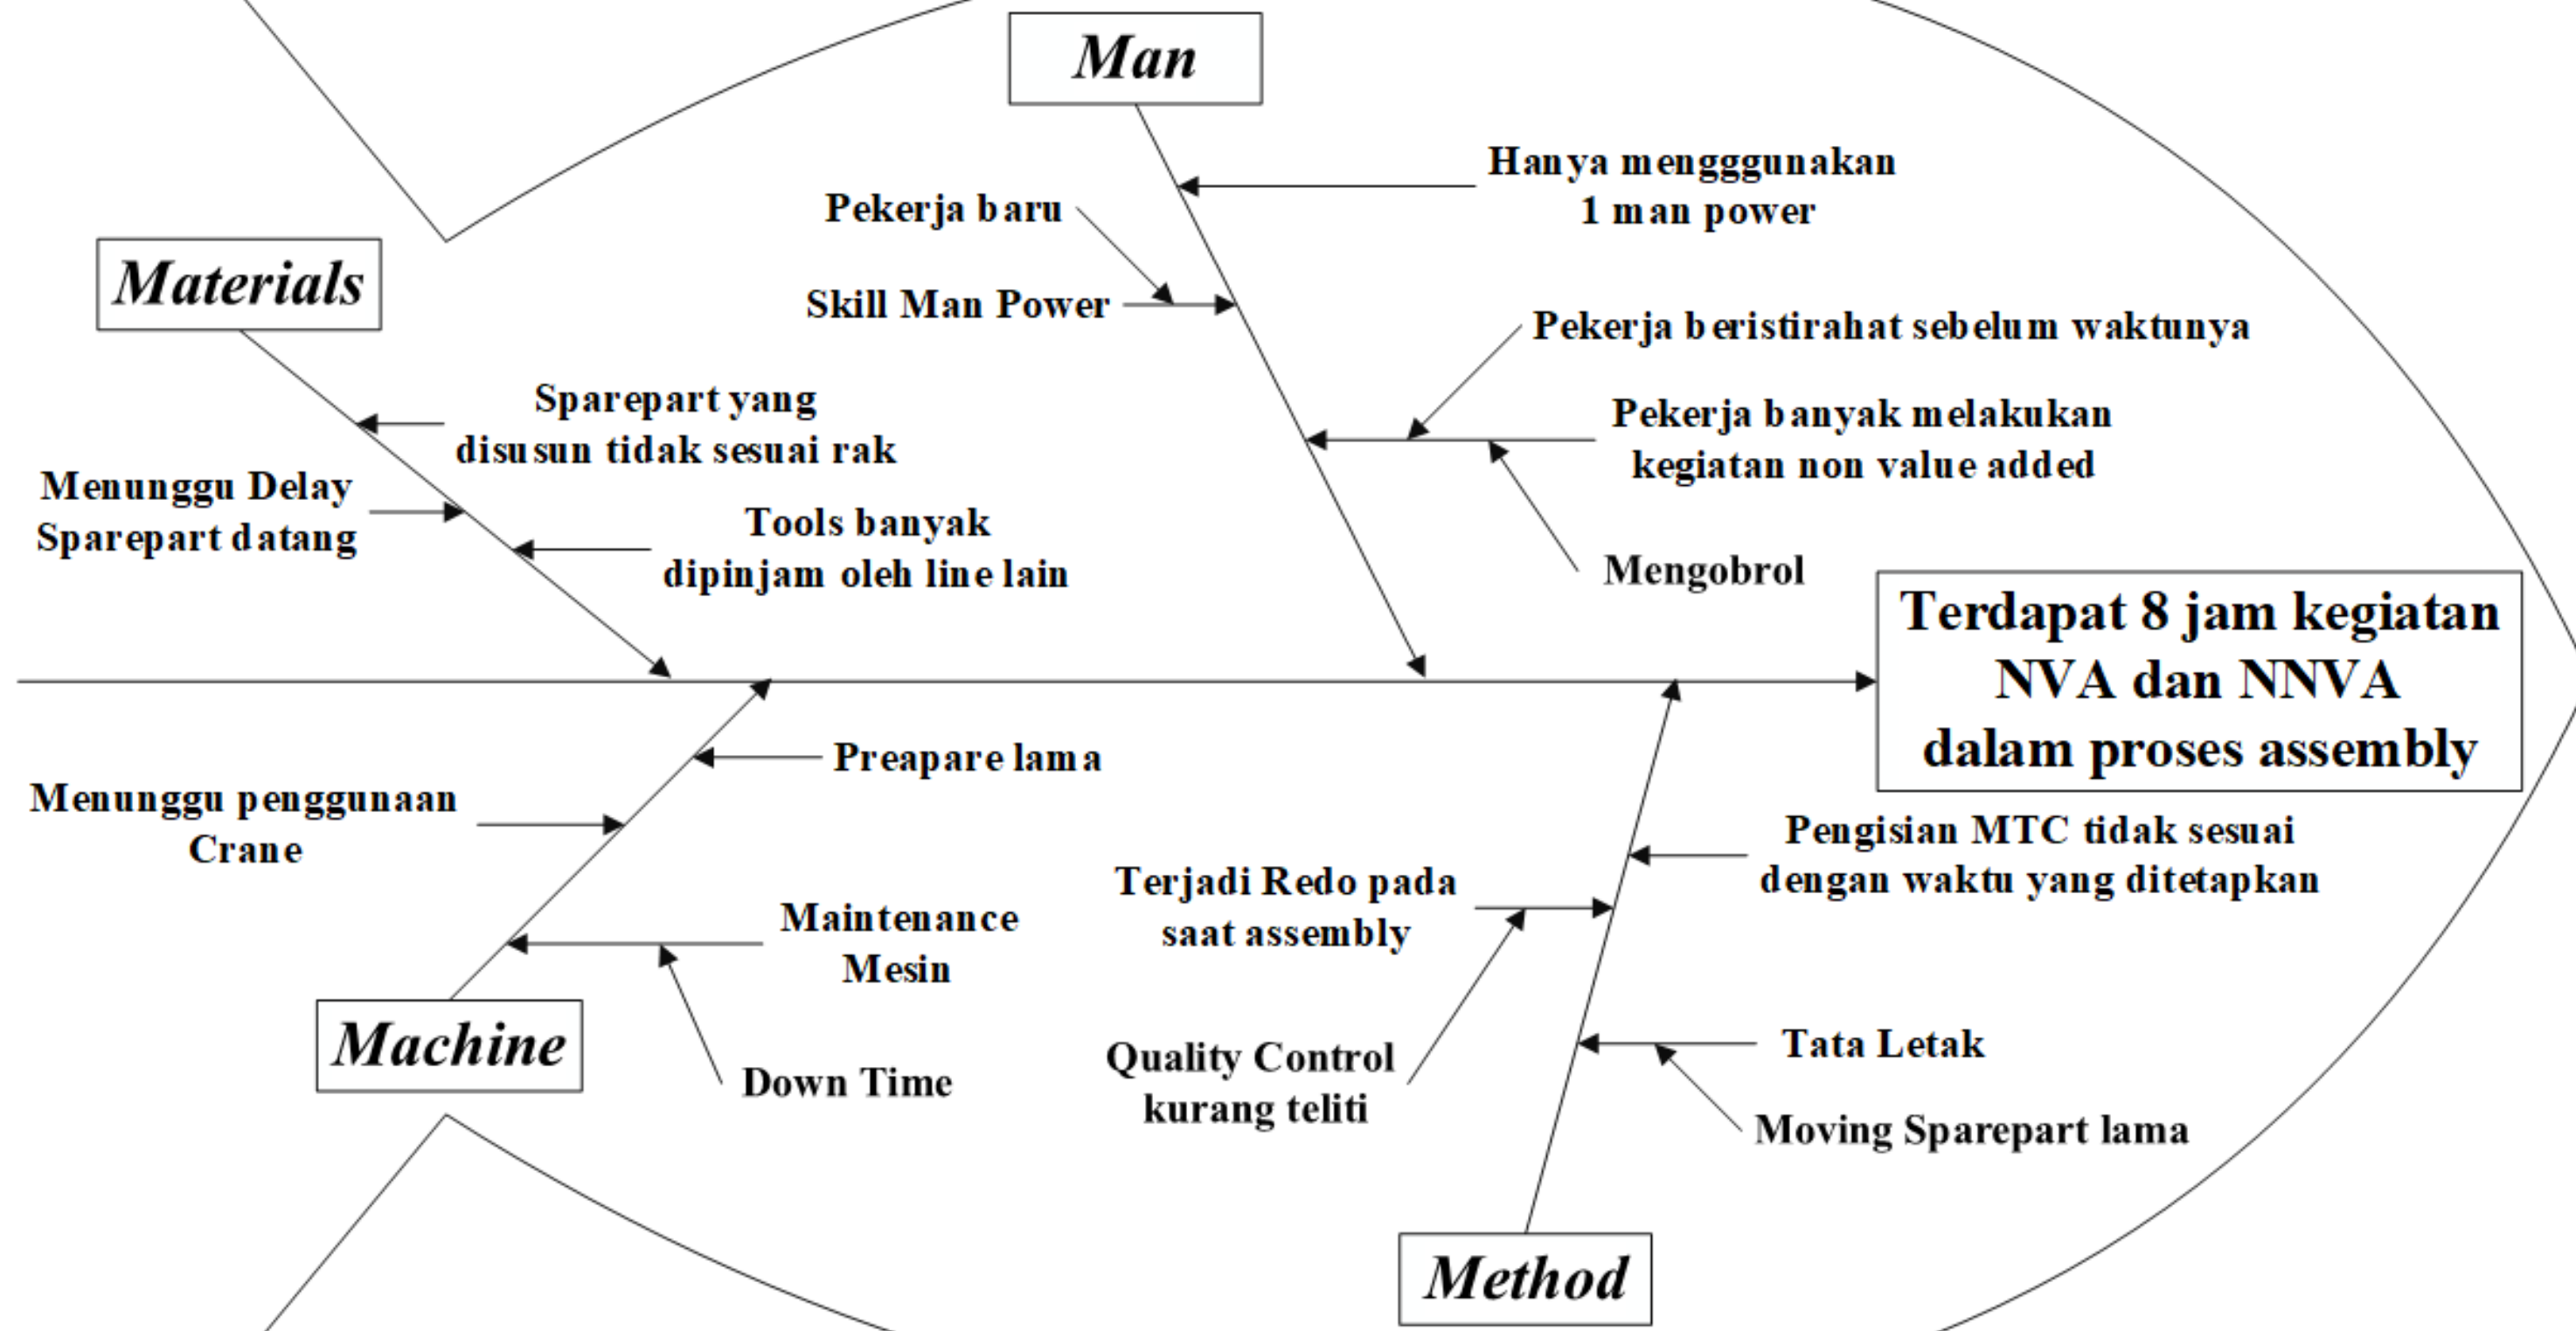 Man
Hanya mengggunakan
1 man power
Pekerja baru
Skill Man Power
Pekerja beristirahat sebelum waktunya
Pekerja banyak melakukan
kegiatan non value added
Mengobrol
Materials
Sparepart yang
disusun tidak sesuai rak
Menunggu Delay
Sparepart datang
Tools banyak
dipinjam oleh line lain
Terdapat 8 jam kegiatan
NVA dan NNVA
dalam proses assembly
Preapare lama
Menunggu penggunaan
Crane
Maintenance
Mesin
Down Time
Machine
Pengisian MTC tidak sesuai
dengan waktu yang ditetapkan
Terjadi Redo pada
saat assembly
Quality Control
kurang teliti
Tata Letak
Moving Sparepart lama
Method